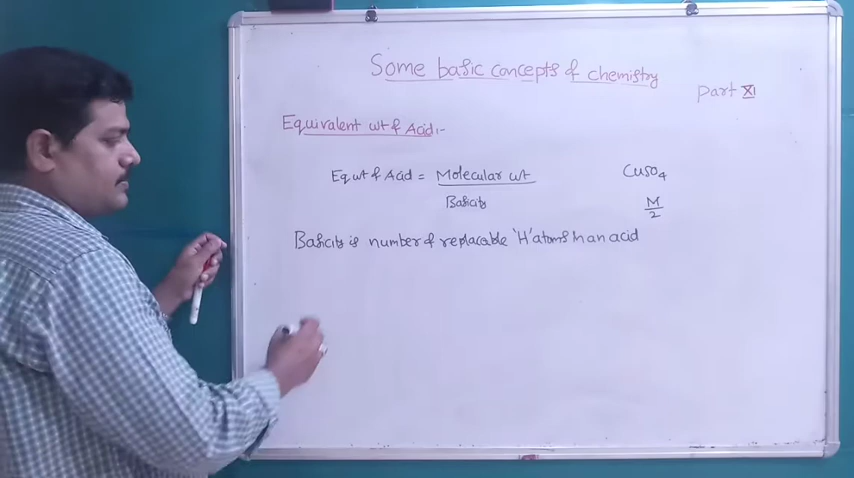 Some basic concepts of chemistry
Part XI
Equivalent wt of Acid:-
Eq wt of Acid = Molecular wt
Basicity
CuSO4
M
2
Basicity is number of replacable 'H' atoms in an acid